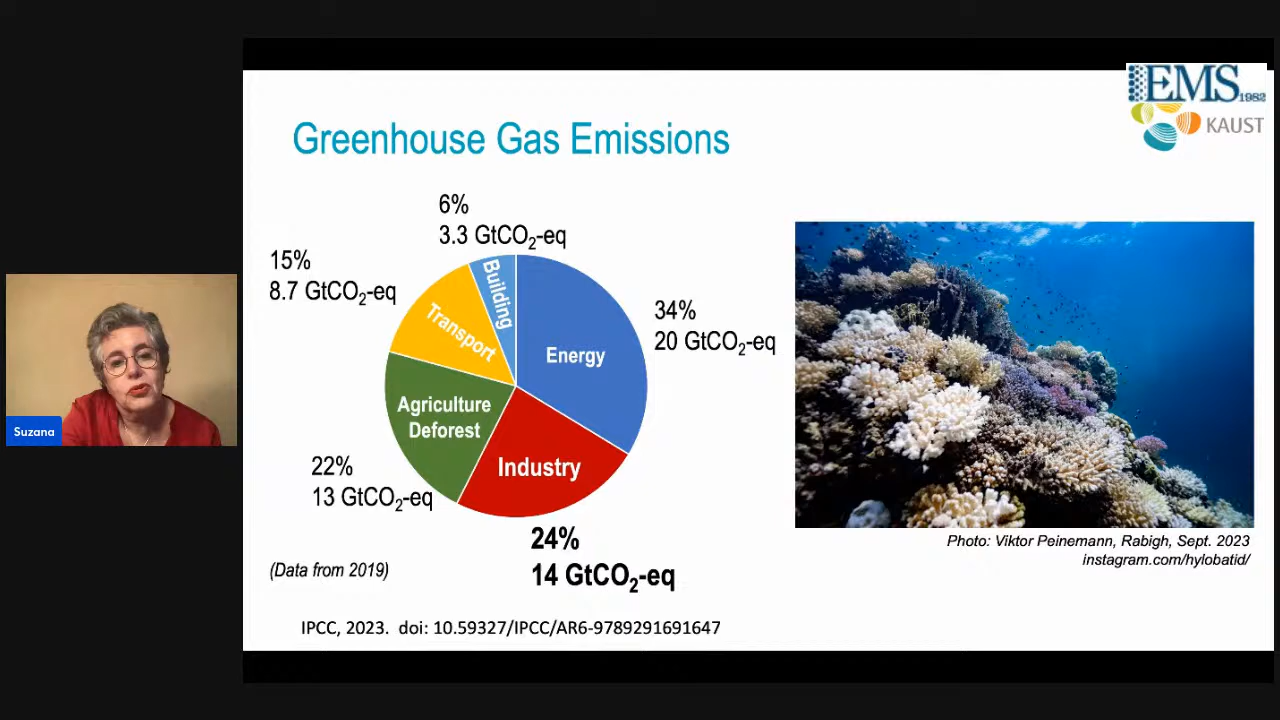 EMS 1982
KAUST
Greenhouse Gas Emissions
6%
3.3 GtCO₂-eq
15%
8.7 GtCO₂-eq
Building
Transport
34%
20 GtCO₂-eq
Energy
Agriculture
Deforest
Industry
22%
13 GtCO₂-eq
24%
14 GtCO₂-eq
(Data from 2019)
Photo: Viktor Peinemann, Rabigh, Sept. 2023
instagram.com/hylobatid/
IPCC, 2023. doi: 10.59327/IPCC/AR6-9789291691647
Suzana